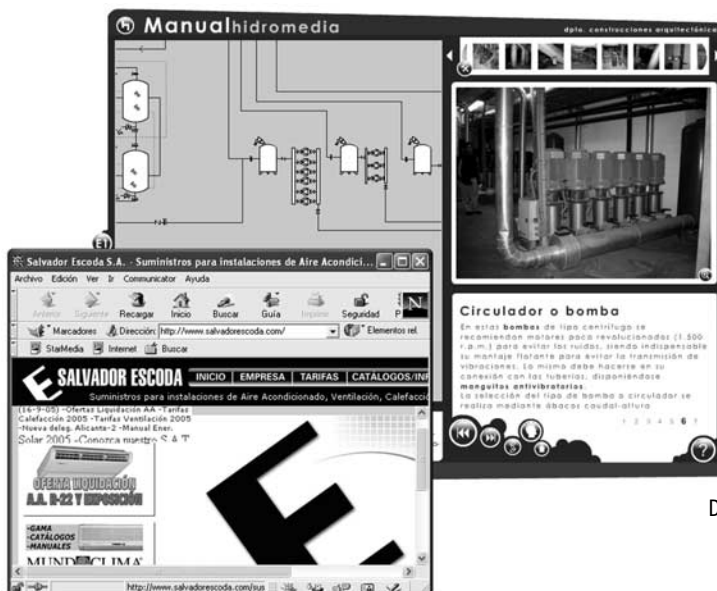 Manualhidromedia
dpto. construcciones arquitectónica
Circulador o bomba
En estas bombas de tipo centrífugo se
recomiendan motores poco revolucionados (1.500
r.p.m.) para evitar los ruidos, siendo indispensable
su montaje flotante para evitar la transmisión de
vibraciones. Lo mismo debe hacerse en su
conexión con las tuberías, disponiéndose
manguitos antivibratorios.
La selección del tipo de bomba o circulador se
realiza mediante ábacos caudal-altura
1 2 3 4 5 6 7
?
Salvador Escoda S.A. - Suministros para instalaciones de Aire Acondici...
Archivo Edición Ver Ir Communicator Ayuda
Anterior Siguiente Recargar Inicio Buscar Guía Imprimir Seguridad P N
Marcadores Dirección: http://www.salvadorescoda.com/ Elementos rel.
StarMedia Internet Buscar
SALVADOR ESCODA INICIO | EMPRESA | TARIFAS | CATÁLOGOS/INF
Suministros para instalaciones de Aire Acondicionado, Ventilación, Calefacció
(16-9-05) -Ofertas Liquidación AA -Tarifas
Calefacción 2005 -Tarifas Ventilación 2005
-Nueva deleg. Alicante-2 -Manual Ener.
Solar 2005 -Conozca nuestro S.A.T.
OFERTA LIQUIDACIÓN
A.A. R-22 Y EXPOSICIÓN
-GAMA
-CATÁLOGOS
-MANUALES
MUNDOCLIMA
http://www.salvadorescoda.com/sus
D